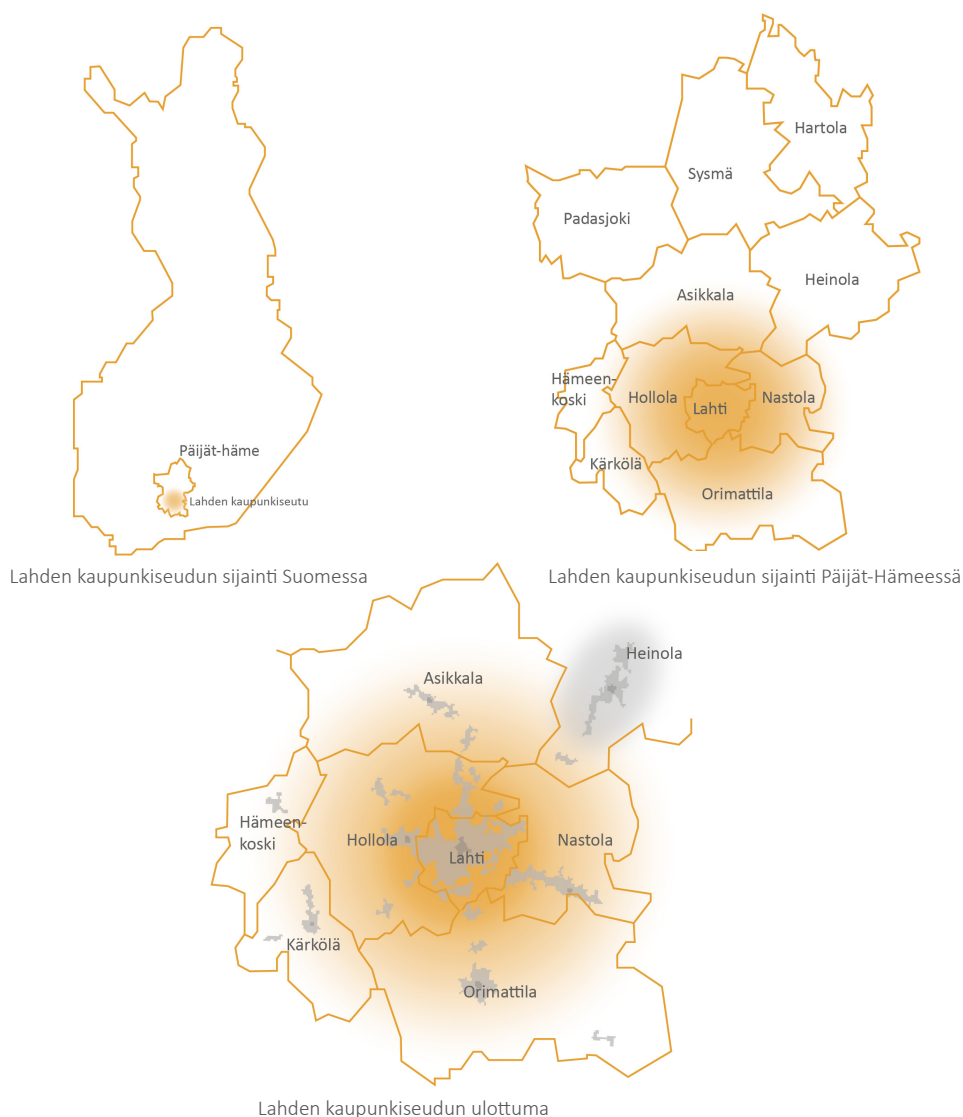 Päijät-häme
Lahden kaupunkiseutu
Lahden kaupunkiseudun sijainti Suomessa
Hartola
Sysmä
Padasjoki
Heinola
Asikkala
Hämeen-
koski
Hollola
Lahti
Nastola
Kärkölä
Orimattila
Lahden kaupunkiseudun sijainti Päijät-Hämeessä
Heinola
Asikkala
Hämeen-
koski
Hollola
Lahti
Nastola
Kärkölä
Orimattila
Lahden kaupunkiseudun ulottuma